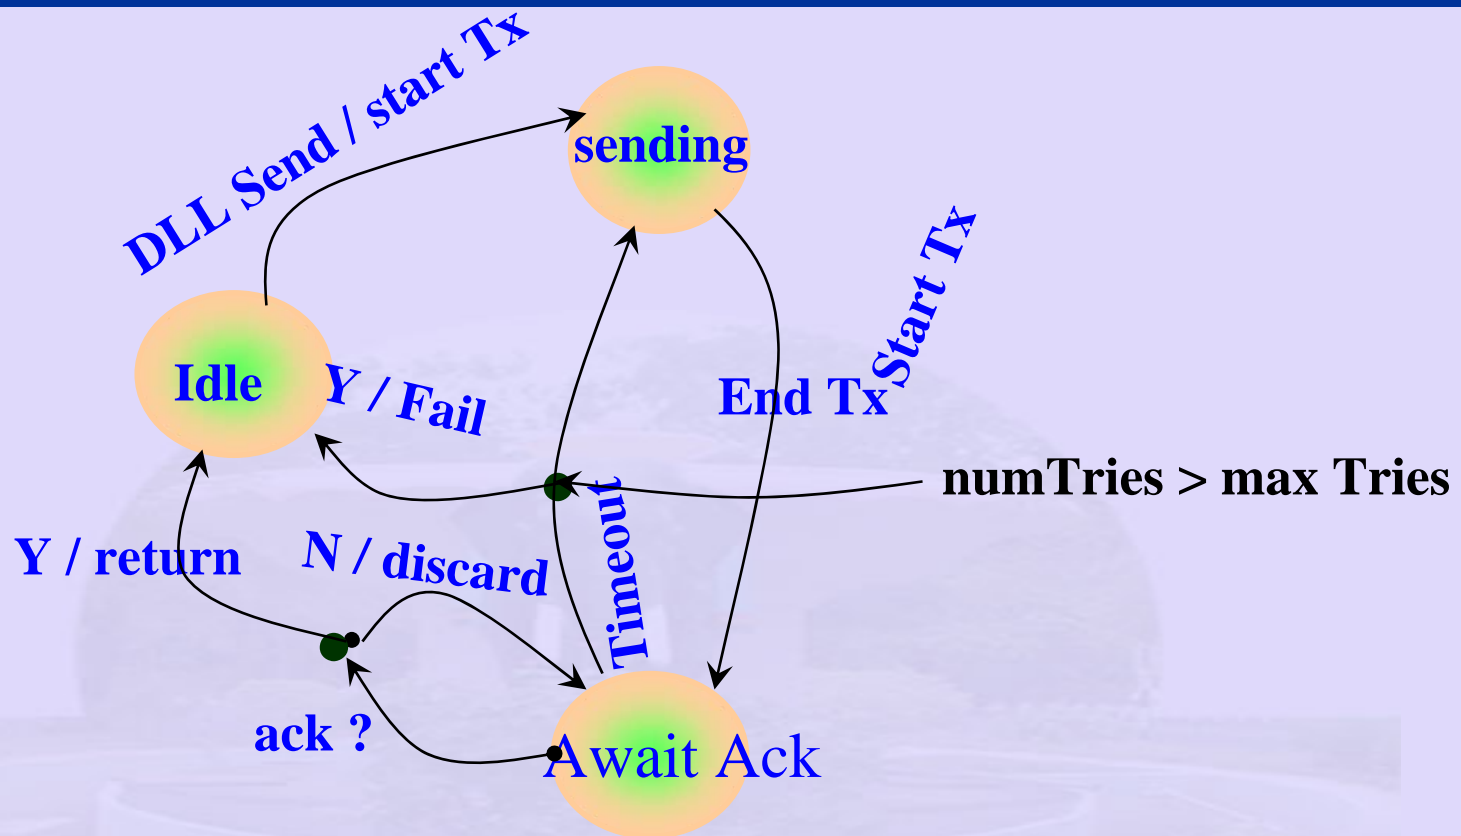 DLL Send / start Tx
sending
Start Tx
Idle
Y / Fail
End Tx
numTries > max Tries
Timeout
Y / return
N / discard
ack ?
Await Ack